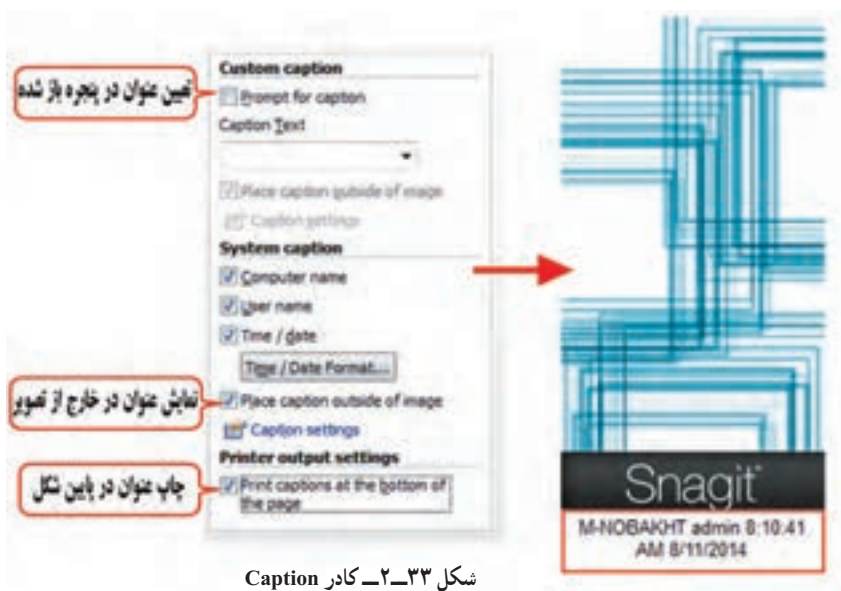 تعیین عنوان در پنجره باز شده
Custom caption
Prompt for caption
Caption Text
Place caption outside of image
Caption settings
System caption
Computer name
User name
Time / date
Time / Date Format...
نمایش عنوان در خارج از تصویر
Place caption outside of image
Caption settings
Printer output settings
چاپ عنوان در پایین شکل
Print captions at the bottom of
the page
Snagit
M-NOBAKHT admin 8:10:41
AM 8/11/2014
شکل ۳۳ــ۲ــ کادر Caption